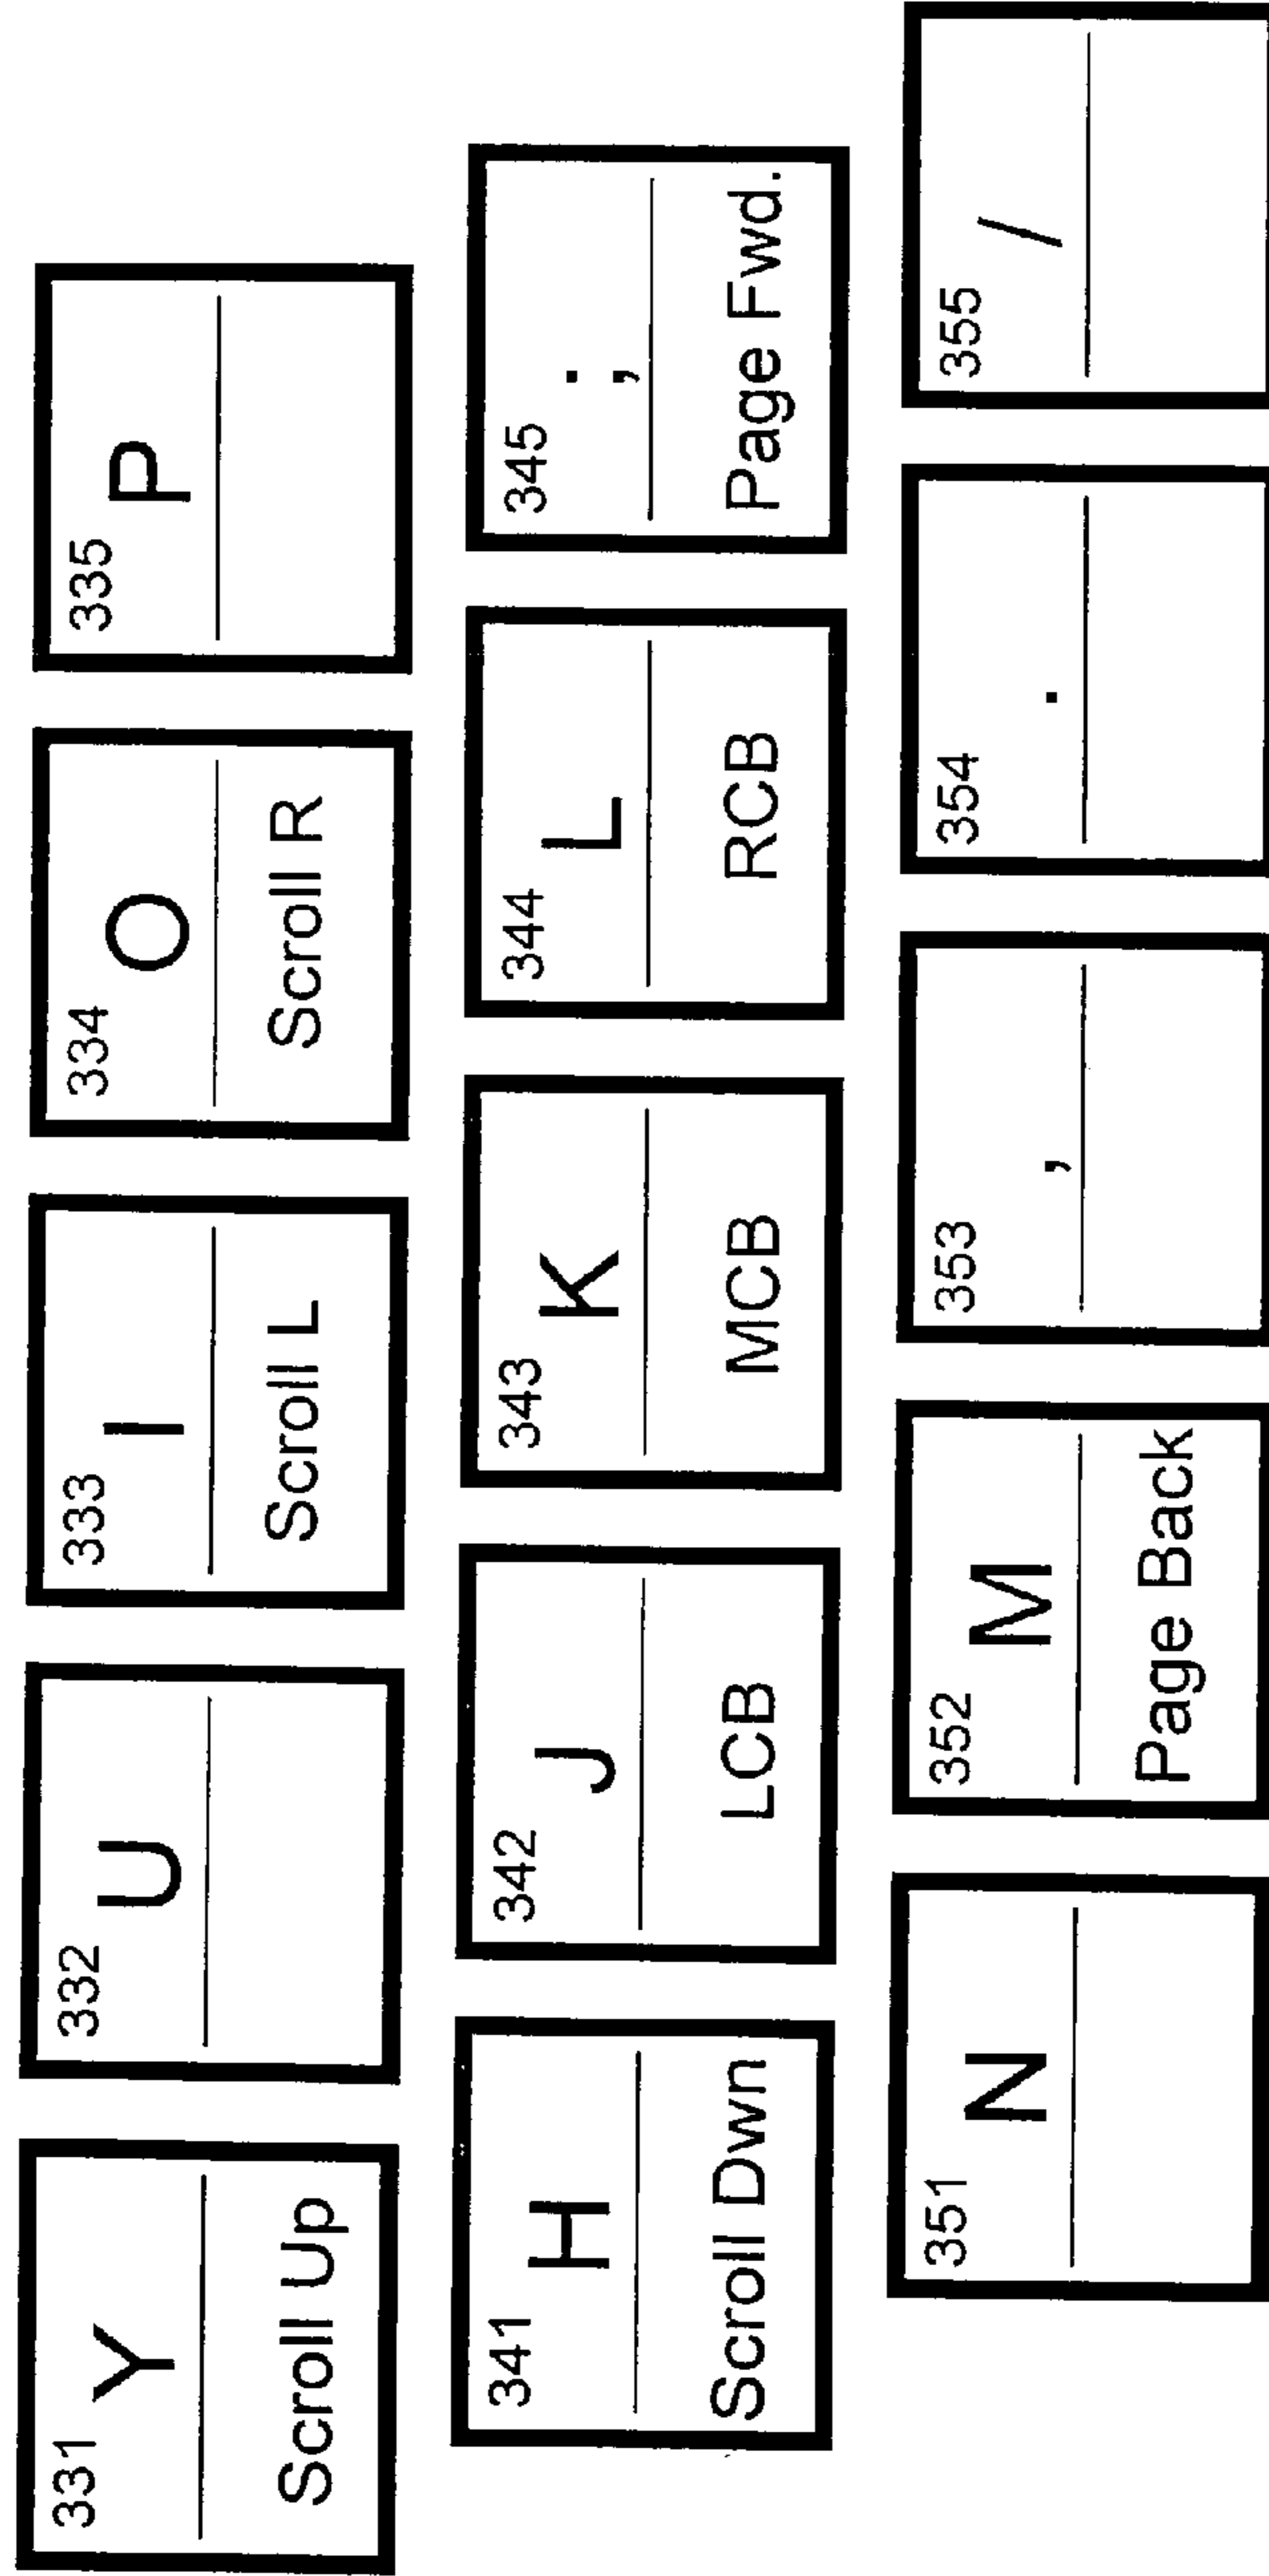 331
Y
Scroll Up
332
U
333
I
Scroll L
334
O
Scroll R
335
P
341
H
Scroll Dwn
342
J
LCB
343
K
MCB
344
L
RCB
345
;
Page Fwd.
351
N
352
M
Page Back
353
,
354
.
355
/